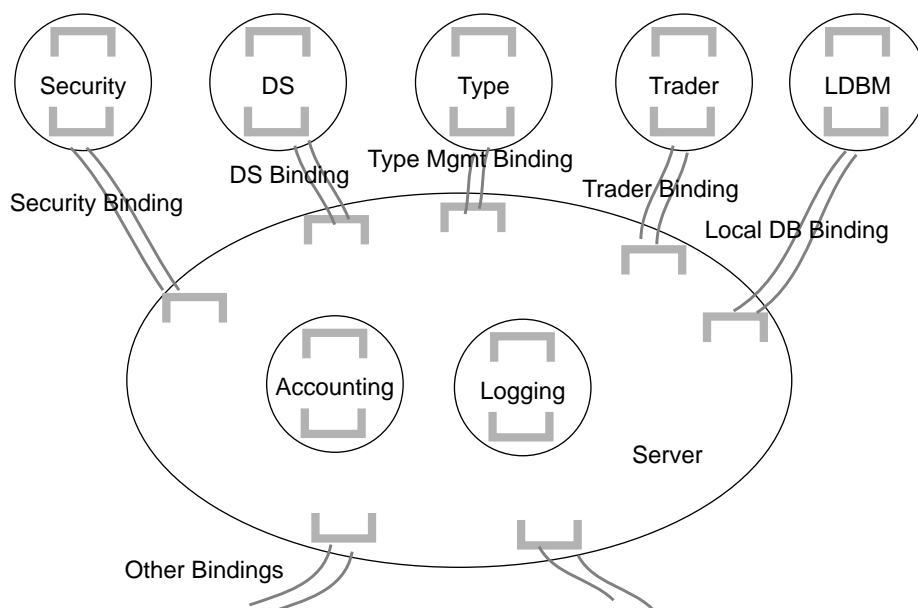 Security
DS
Type
Trader
LDBM
Type Mgmt Binding
DS Binding
Trader Binding
Security Binding
Local DB Binding
Accounting
Logging
Server
Other Bindings